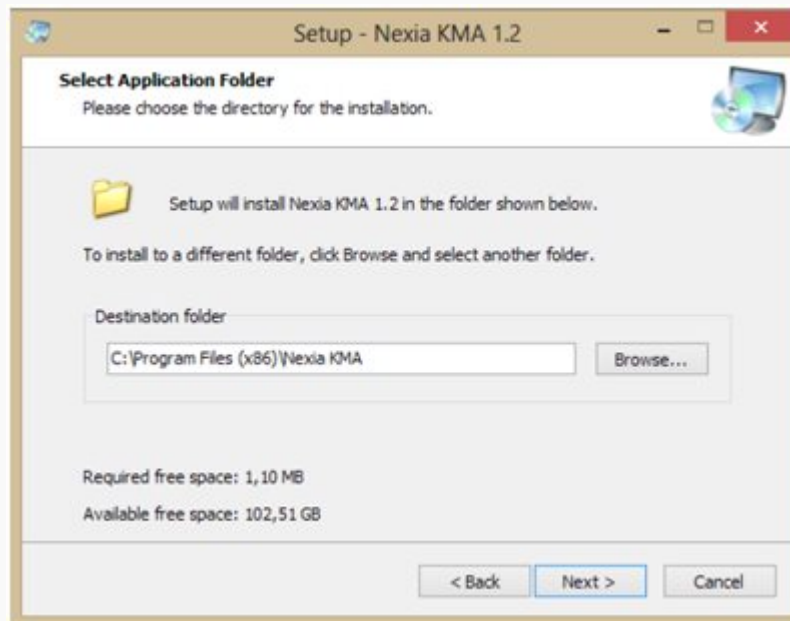 Setup - Nexia KMA 1.2
Select Application Folder
Please choose the directory for the installation.
Setup will install Nexia KMA 1.2 in the folder shown below.
To install to a different folder, click Browse and select another folder.
Destination folder
C:\Program Files (x86)\Nexia KMA
Browse...
Required free space: 1,10 MB
Available free space: 102,51 GB
< Back Next > Cancel